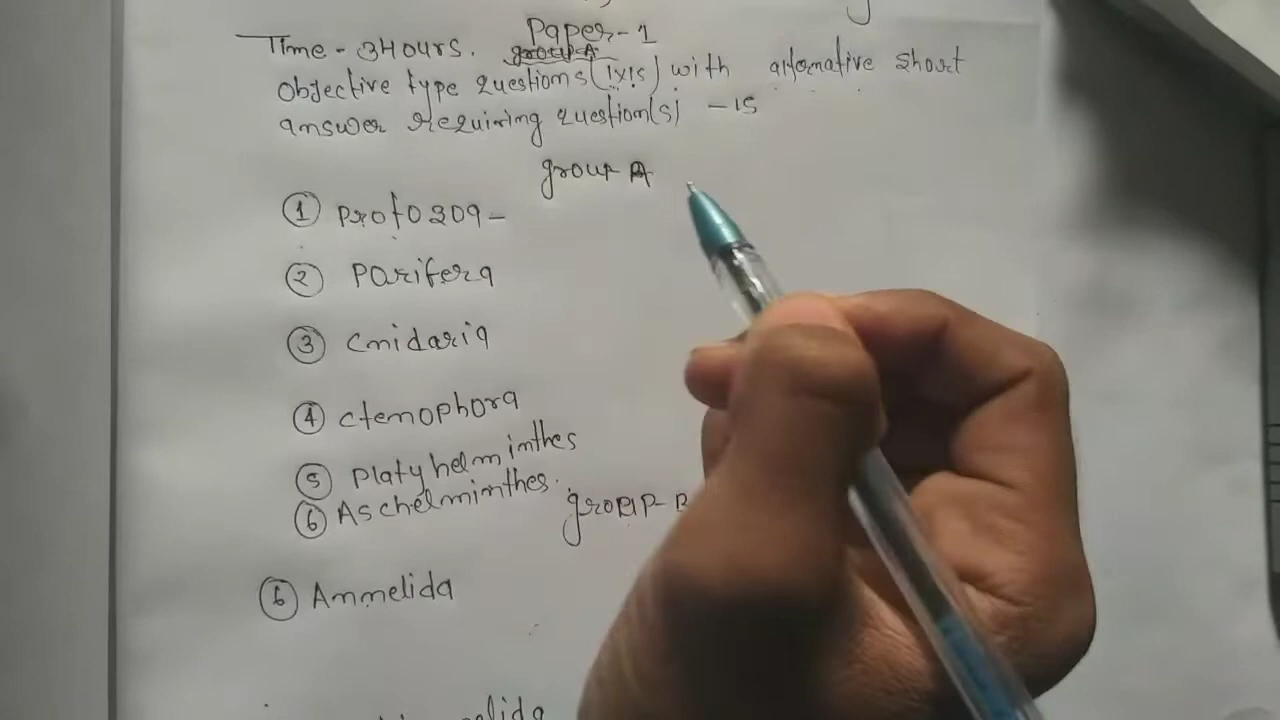 Paper-1
Time - 3Hours.
group A
Objective type questions (1x15) with alternative short
answer requiring question(s) - 15
group A
① Protozoa -
② Porifera
③ Cnidaria
④ ctenophora
⑤ Platyhelminthes
⑥ Aschelminthes.
group-B
⑥ Annelida